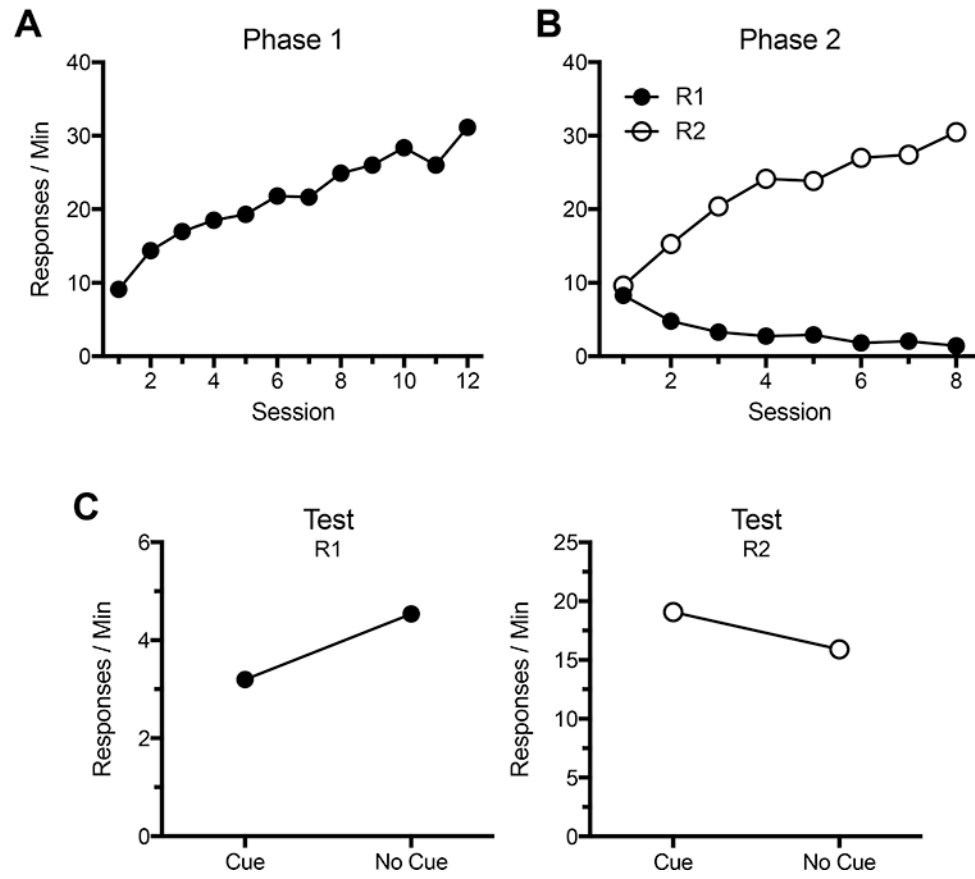 A
Phase 1
40
30
20
10
0
Responses / Min
2 4 6 8 10 12
Session
B
Phase 2
R1
R2
40
30
20
10
0
2 4 6 8
Session
C
Test
R1
6
4
2
0
Responses / Min
Cue No Cue
Test
R2
25
20
15
10
5
0
Responses / Min
Cue No Cue